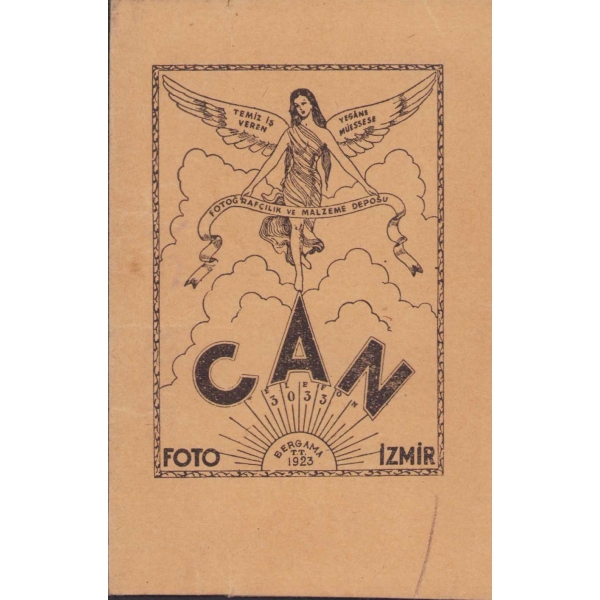 TEMİZ İŞ
VEREN
YEGÂNE
MÜESSESE
FOTOĞRAFÇILIK VE MALZEME DEPOSU
CAN
TELEFON
3033
BERGAMA
T.T.
1923
FOTO
İZMİR